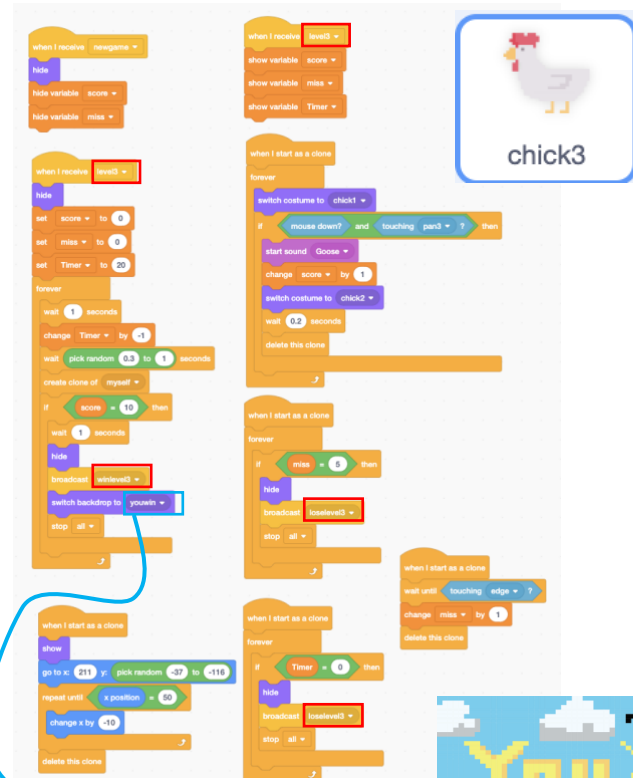 when I receive newgame
hide
hide variable score
hide variable miss
when I receive level3
hide
set score to 0
set miss to 0
set Timer to 20
forever
wait 1 seconds
change Timer by -1
wait pick random 0.3 to 1 seconds
create clone of myself
if score = 10 then
wait 1 seconds
hide
broadcast winlevel3
switch backdrop to youwin
stop all
when I start as a clone
show
go to x: 211 y: pick random -37 to -116
repeat until x position = 50
change x by -10
delete this clone
when I receive level3
show variable score
show variable miss
show variable Timer
when I start as a clone
forever
switch costume to chick1
if mouse down? and touching pan3 ? then
start sound Goose
change score by 1
switch costume to chick2
wait 0.2 seconds
delete this clone
when I start as a clone
forever
if miss = 5 then
hide
broadcast loselevel3
stop all
when I start as a clone
forever
if Timer = 0 then
hide
broadcast loselevel3
stop all
when I start as a clone
wait until touching edge ?
change miss by 1
delete this clone
chick3
You